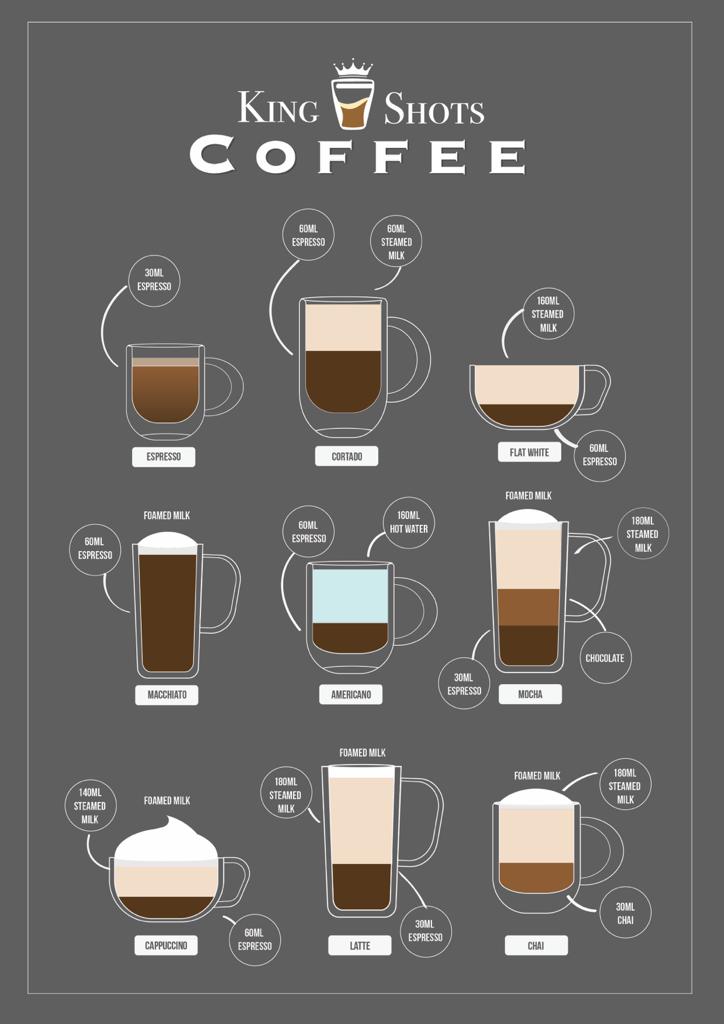 KING SHOTS
COFFEE
30ML
ESPRESSO
60ML
ESPRESSO
60ML
STEAMED
MILK
160ML
STEAMED
MILK
60ML
ESPRESSO
ESPRESSO
CORTADO
FLAT WHITE
FOAMED MILK
60ML
ESPRESSO
60ML
ESPRESSO
160ML
HOT WATER
FOAMED MILK
180ML
STEAMED
MILK
CHOCOLATE
30ML
ESPRESSO
MACCHIATO
AMERICANO
MOCHA
140ML
STEAMED
MILK
FOAMED MILK
60ML
ESPRESSO
180ML
STEAMED
MILK
FOAMED MILK
30ML
ESPRESSO
FOAMED MILK
180ML
STEAMED
MILK
30ML
CHAI
CAPPUCCINO
LATTE
CHAI